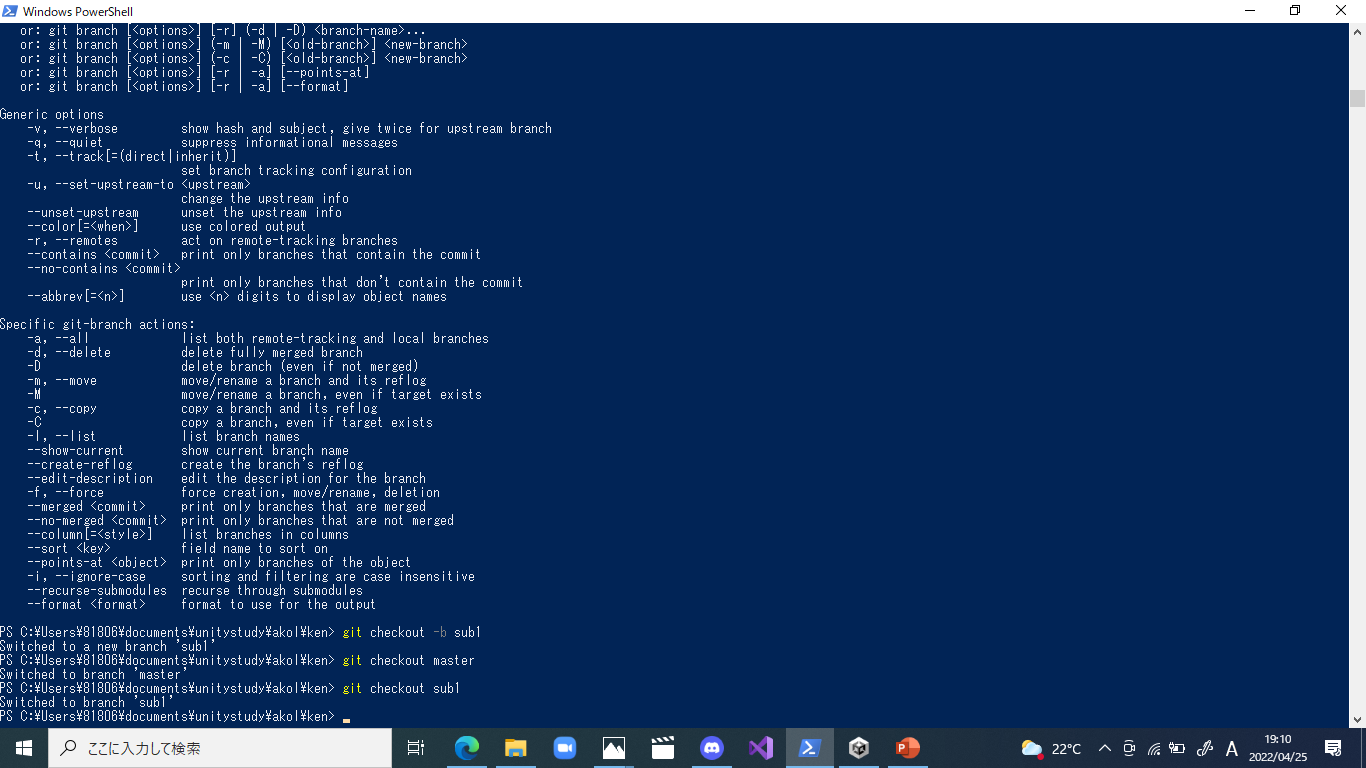 Windows PowerShell
or: git branch [<options>] [-r] (-d | -D) <branch-name>...
or: git branch [<options>] (-m | -M) [<old-branch>] <new-branch>
or: git branch [<options>] (-c | -C) [<old-branch>] <new-branch>
or: git branch [<options>] [-r | -a] [--points-at]
or: git branch [<options>] [-r | -a] [--format]
Generic options
-v, --verbose show hash and subject, give twice for upstream branch
-q, --quiet suppress informational messages
-t, --track[=(direct|inherit)]
set branch tracking configuration
-u, --set-upstream-to <upstream>
change the upstream info
--unset-upstream unset the upstream info
--color[=<when>] use colored output
-r, --remotes act on remote-tracking branches
--contains <commit> print only branches that contain the commit
--no-contains <commit>
print only branches that don't contain the commit
--abbrev[=<n>] use <n> digits to display object names
Specific git-branch actions:
-a, --all list both remote-tracking and local branches
-d, --delete delete fully merged branch
-D delete branch (even if not merged)
-m, --move move/rename a branch and its reflog
-M move/rename a branch, even if target exists
-c, --copy copy a branch and its reflog
-C copy a branch, even if target exists
-l, --list list branch names
--show-current show current branch name
--create-reflog create the branch's reflog
--edit-description edit the description for the branch
-f, --force force creation, move/rename, deletion
--merged <commit> print only branches that are merged
--no-merged <commit> print only branches that are not merged
--column[=<style>] list branches in columns
--sort <key> field name to sort on
--points-at <object> print only branches of the object
-i, --ignore-case sorting and filtering are case insensitive
--recurse-submodules recurse through submodules
--format <format> format to use for the output
PS C:¥Users¥81806¥documents¥unitystudy¥akol¥ken> git checkout -b sub1
Switched to a new branch 'sub1'
PS C:¥Users¥81806¥documents¥unitystudy¥akol¥ken> git checkout master
Switched to branch 'master'
PS C:¥Users¥81806¥documents¥unitystudy¥akol¥ken> git checkout sub1
Switched to branch 'sub1'
PS C:¥Users¥81806¥documents¥unitystudy¥akol¥ken>
ここに入力して検索
22°C
A
19:10
2022/04/25